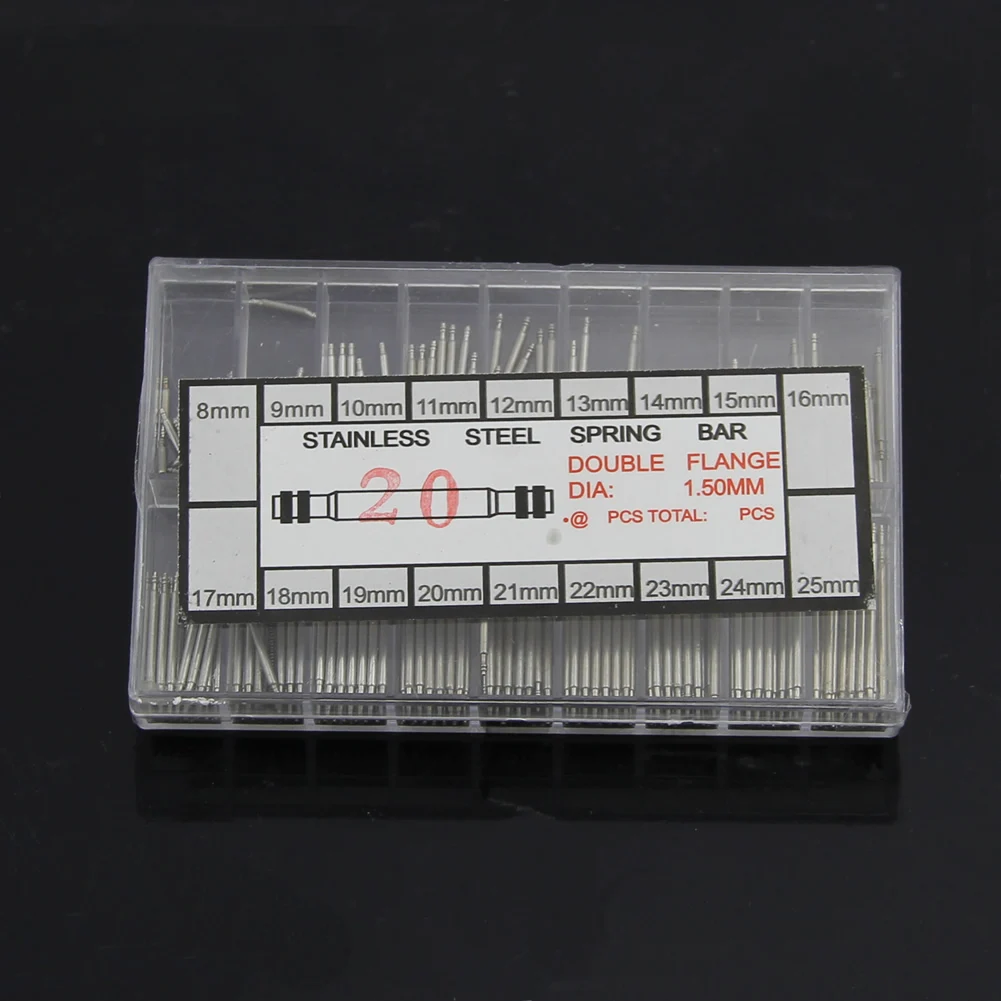 8mm 9mm 10mm 11mm 12mm 13mm 14mm 15mm 16mm
STAINLESS STEEL SPRING BAR
DOUBLE FLANGE
20
DIA: 1.50MM
•@ PCS TOTAL: PCS
17mm 18mm 19mm 20mm 21mm 22mm 23mm 24mm 25mm